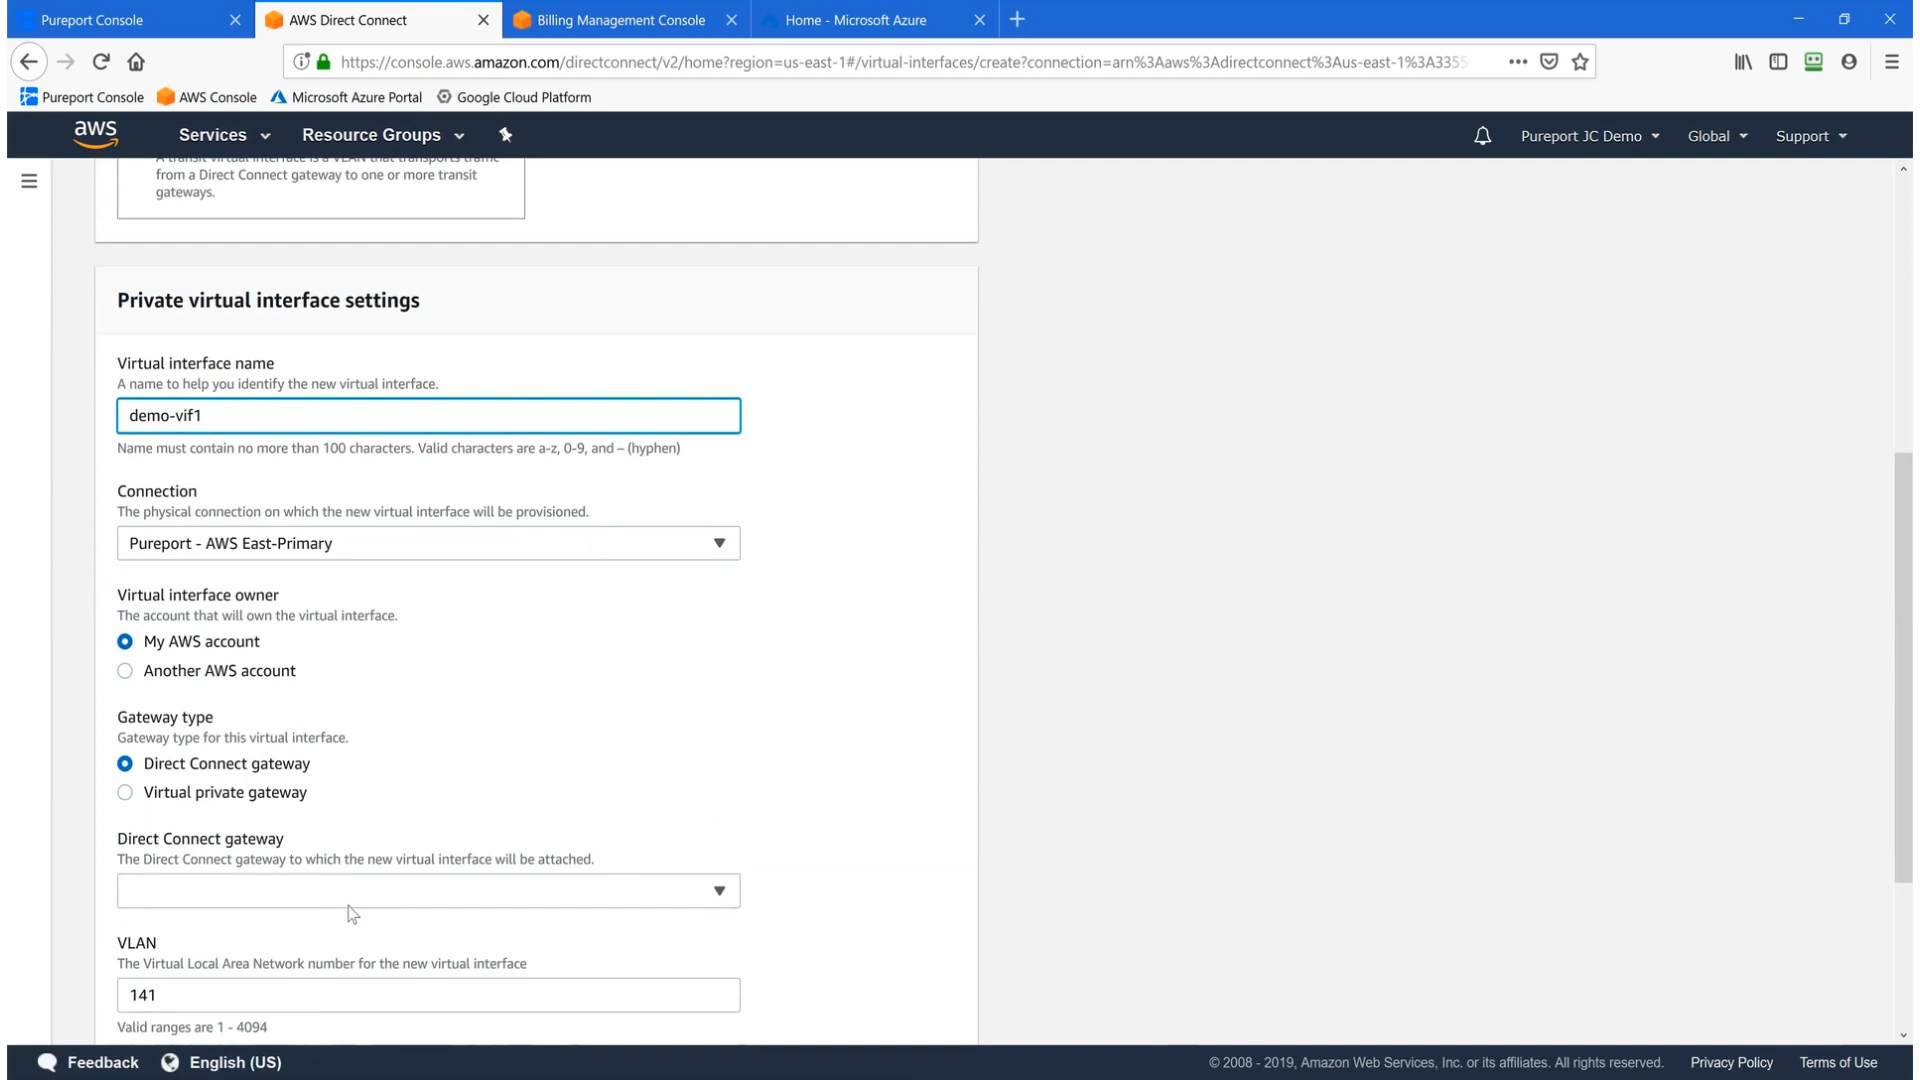 Pureport Console
AWS Direct Connect
Billing Management Console
Home - Microsoft Azure
https://console.aws.amazon.com/directconnect/v2/home?region=us-east-1#/virtual-interfaces/create?connection=arn%3Aaws%3Adirectconnect%3Aus-east-1%3A3355
Pureport Console
AWS Console
Microsoft Azure Portal
Google Cloud Platform
aws
Services
Resource Groups
Pureport JC Demo
Global
Support
A transit virtual interface is a VLAN that transports traffic
from a Direct Connect gateway to one or more transit
gateways.
Private virtual interface settings
Virtual interface name
A name to help you identify the new virtual interface.
demo-vif1
Name must contain no more than 100 characters. Valid characters are a-z, 0-9, and – (hyphen)
Connection
The physical connection on which the new virtual interface will be provisioned.
Pureport - AWS East-Primary
Virtual interface owner
The account that will own the virtual interface.
My AWS account
Another AWS account
Gateway type
Gateway type for this virtual interface.
Direct Connect gateway
Virtual private gateway
Direct Connect gateway
The Direct Connect gateway to which the new virtual interface will be attached.
VLAN
The Virtual Local Area Network number for the new virtual interface
141
Valid ranges are 1 - 4094
Feedback
English (US)
© 2008 - 2019, Amazon Web Services, Inc. or its affiliates. All rights reserved.
Privacy Policy
Terms of Use